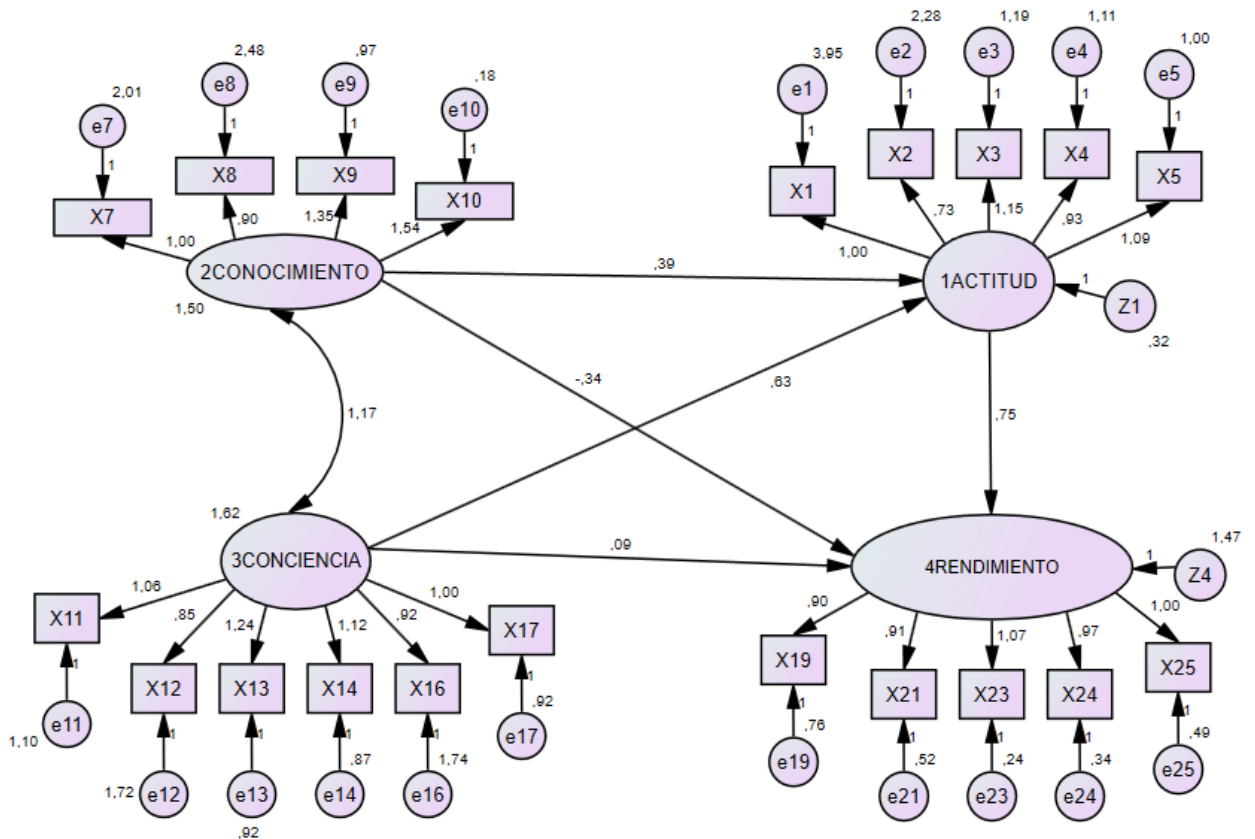 2,28
1,19
1,11
e2
e3
e4
1,00
e5
2,48
,97
3,95
e8
e9
,18
e1
2,01
e10
e7
1
1
1
1
1
1
1
1
1
X2
X3
X4
X8
X9
X5
X1
X10
X7
,90
1,35
1,54
,73
1,15
,93
1,09
1,00
1,00
2CONOCIMIENTO
,39
1ACTITUD
1
Z1
1,50
,32
-,34
,63
1,17
,75
1,62
3CONCIENCIA
,09
4RENDIMIENTO
1
Z4
1,47
1,06
,85
1,24
1,12
,92
1,00
,90
,91
1,07
,97
1,00
X11
X17
X19
X12
X13
X14
X16
X21
X23
X24
X25
1
1
1
1
1
1
1
1
1
1
1
e11
1,10
,92
e17
,76
e19
,87
1,74
,52
,24
,34
,49
e25
1,72
e12
e13
e14
e16
e21
e23
e24
,92